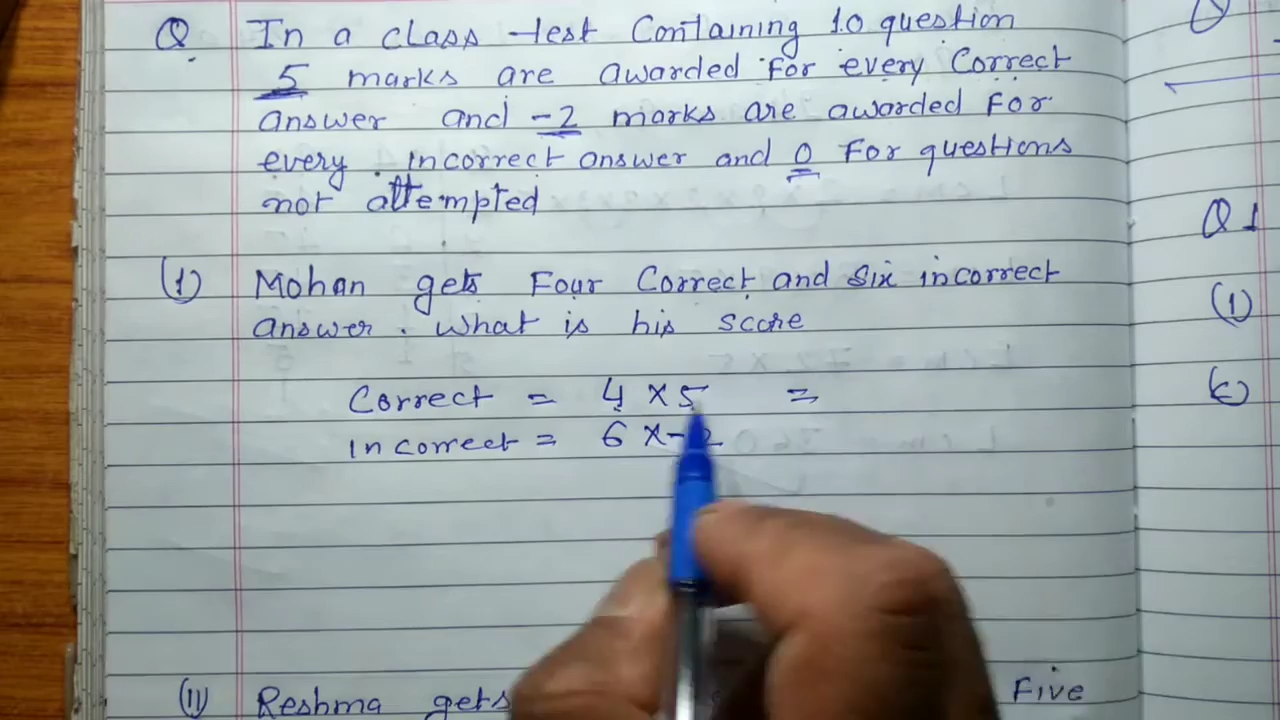 Q In a class test Containing 10 question
5 marks are awarded for every Correct
answer and -2 marks are awarded For
every incorrect answer and 0 For questions
not attempted
(1) Mohan gets Four Correct and six incorrect
answer. What is his score
Correct = 4 × 5 =
Incorrect = 6 × -2
(11) Reshma gets Five
Q
Q 1
(1)
(c)